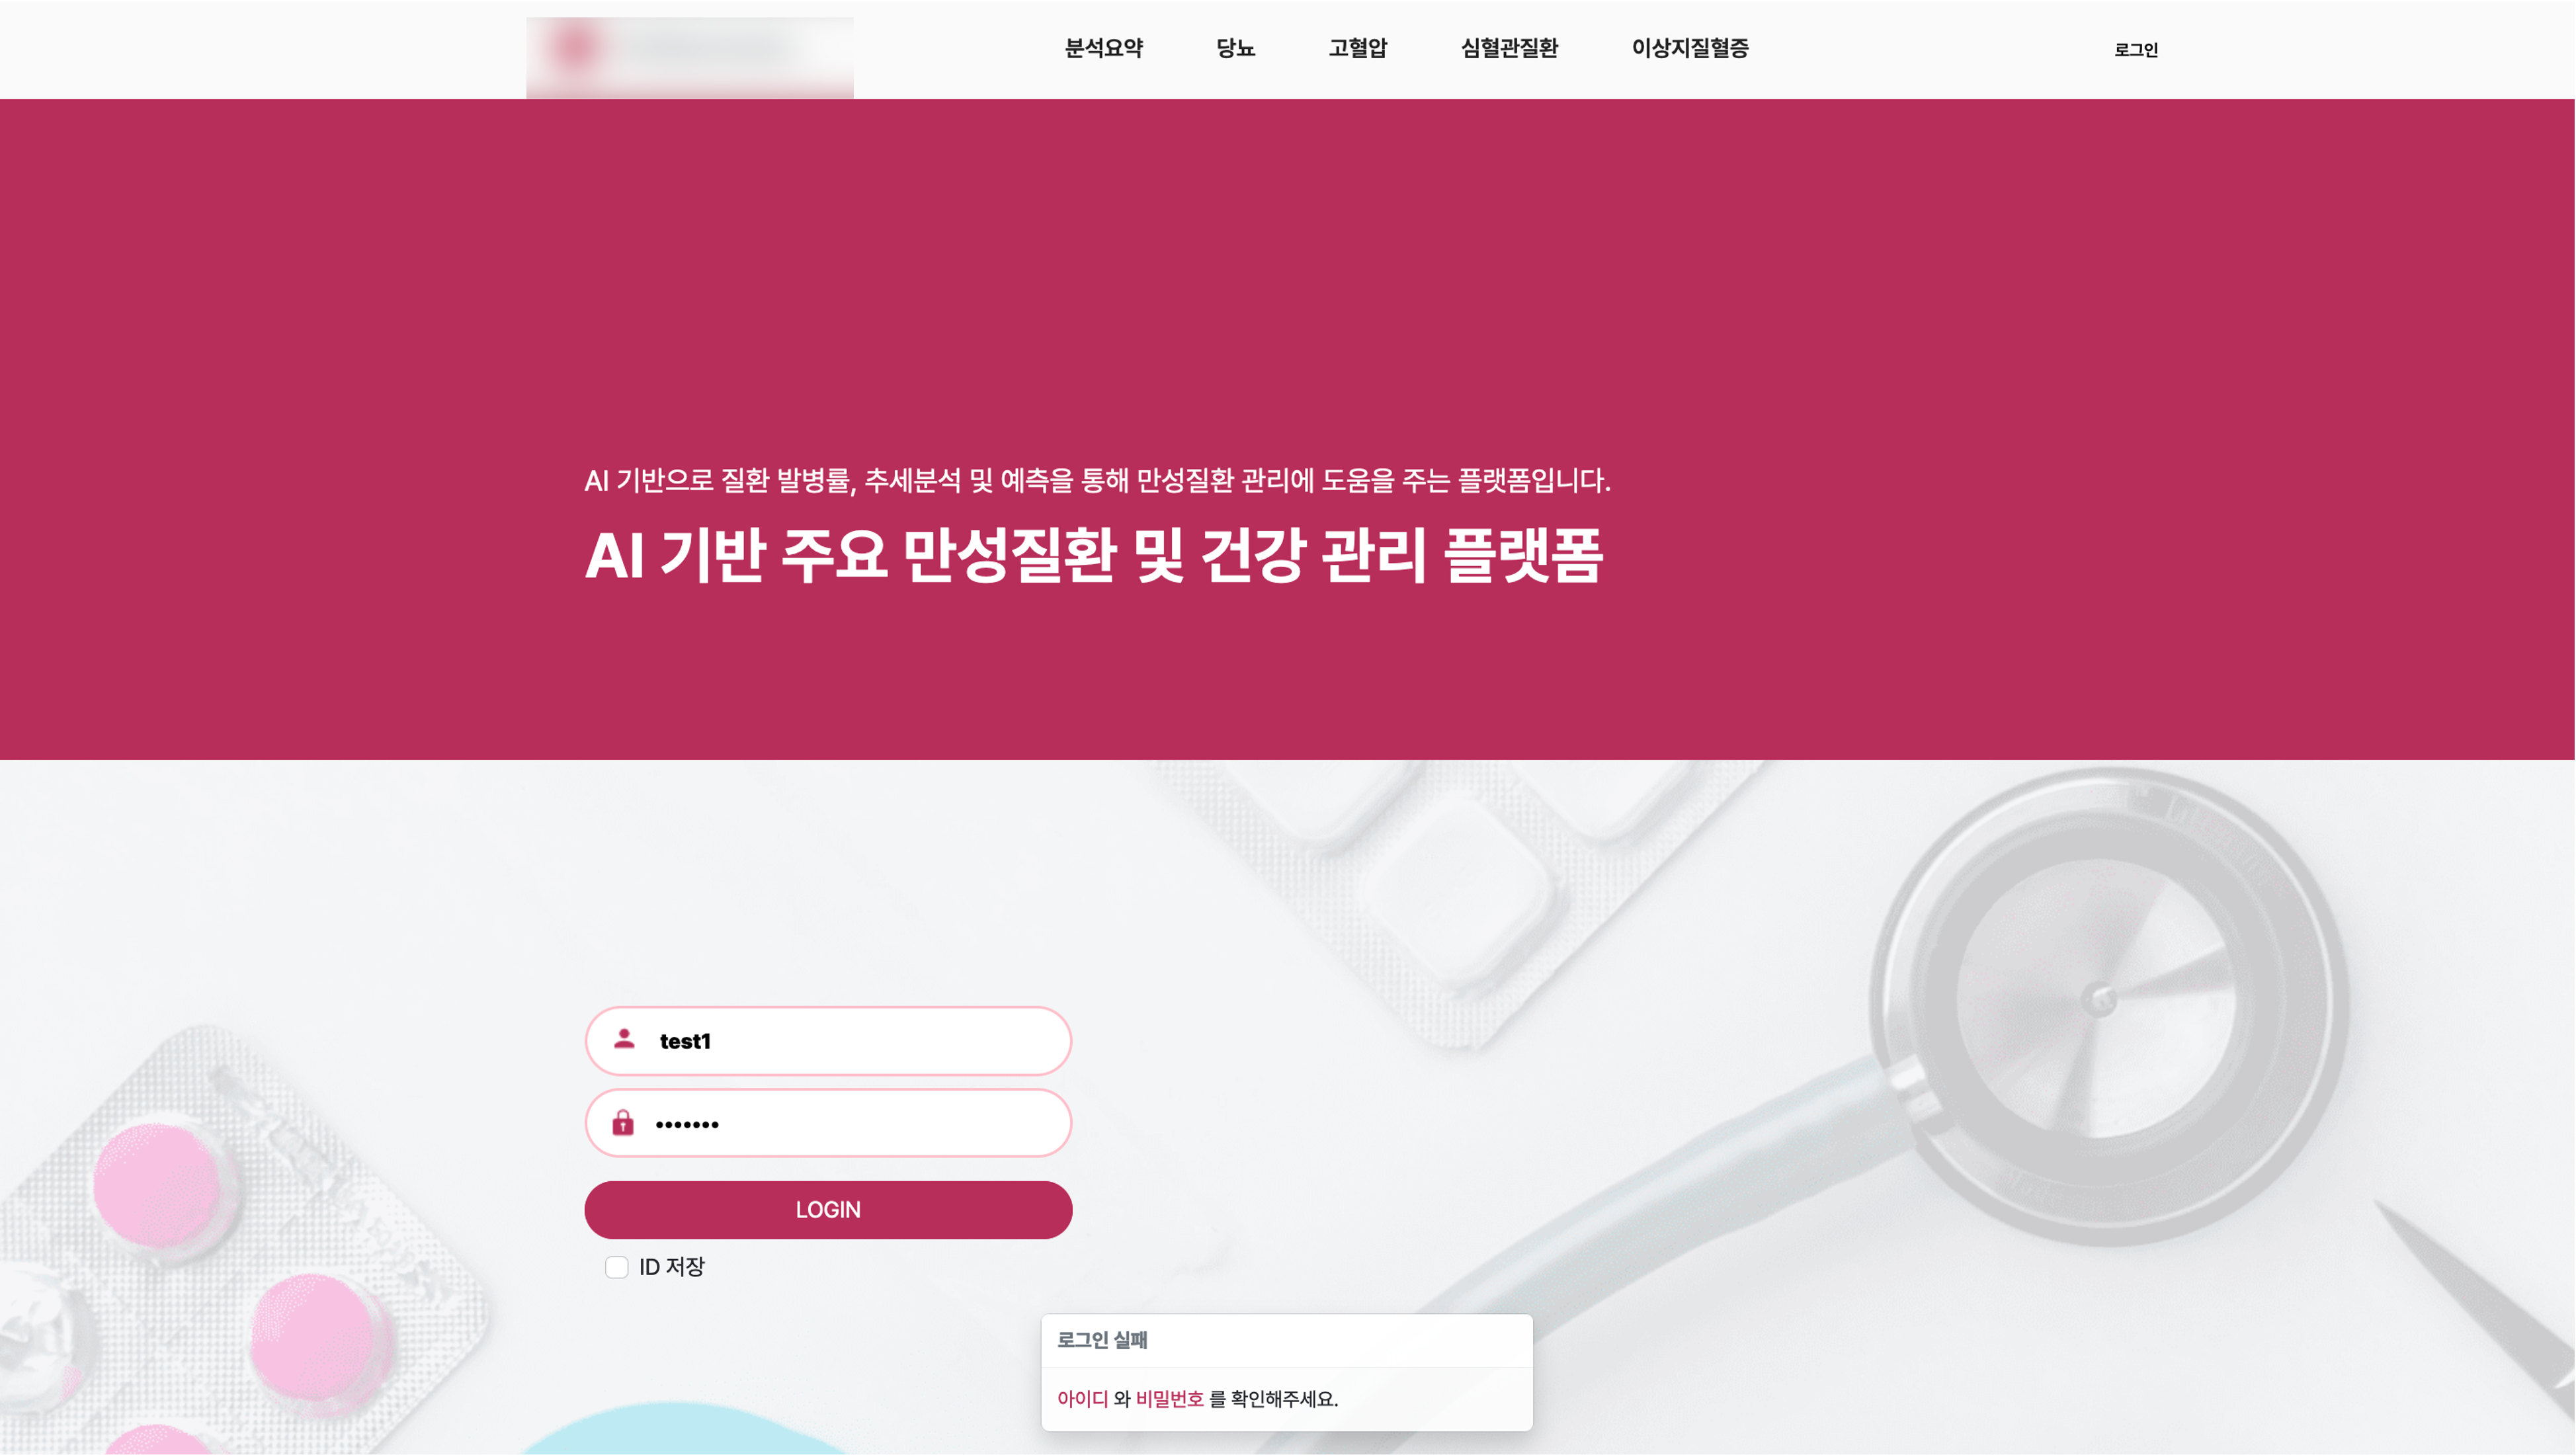 분석요약 당뇨 고혈압 심혈관질환 이상지질혈증 로그인
AI 기반으로 질환 발병률, 추세분석 및 예측을 통해 만성질환 관리에 도움을 주는 플랫폼입니다.
AI 기반 주요 만성질환 및 건강 관리 플랫폼
test1
•••••••
LOGIN
ID 저장
로그인 실패
아이디 와 비밀번호 를 확인해주세요.